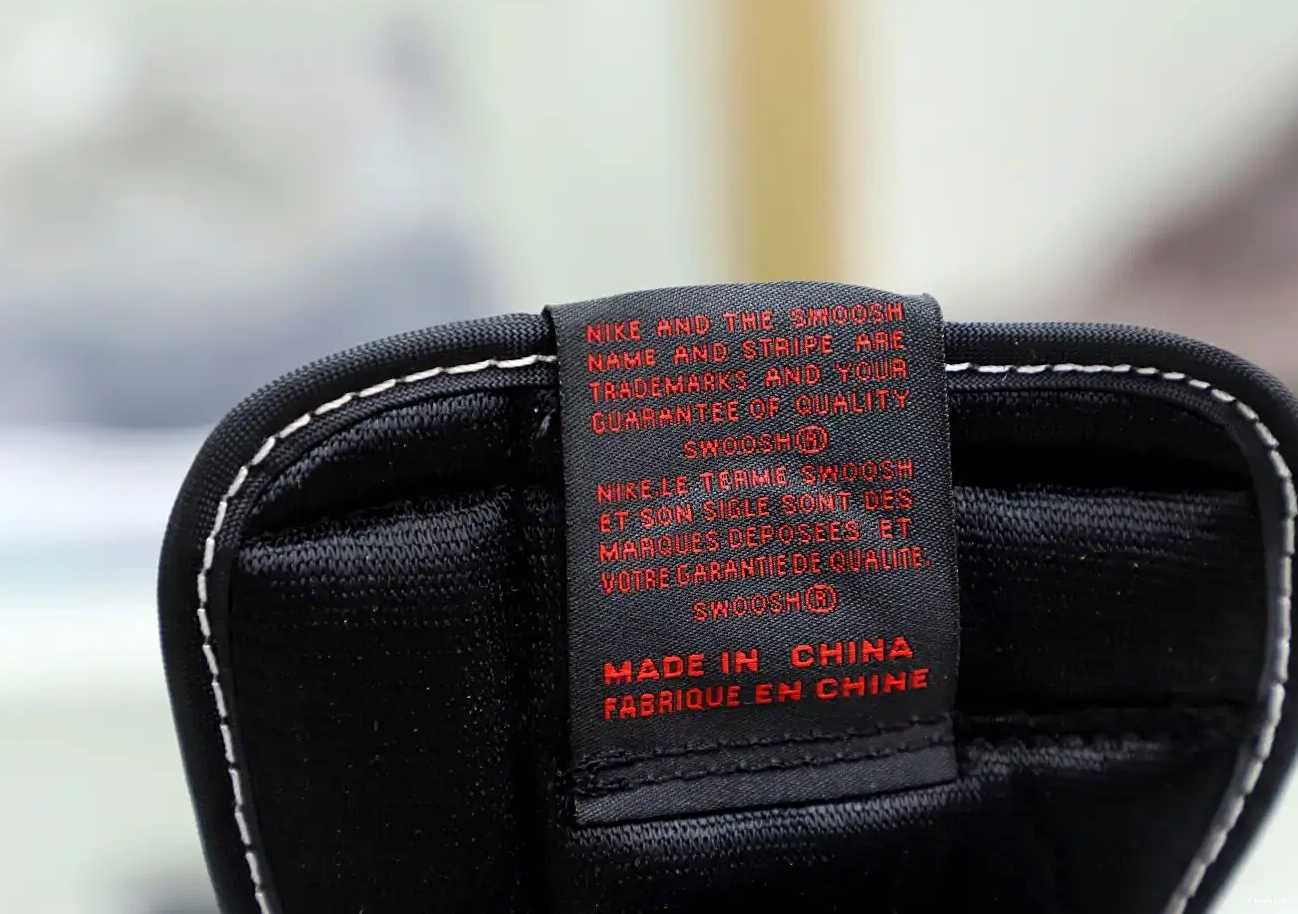 NIKE AND THE SWOOSH
NAME AND STRIPE ARE
TRADEMARKS AND YOUR
GUARANTEE OF QUALITY
SWOOSH®
NIKE.LE TERME SWOOSH
ET SON SIGLE SONT DES
MARQUES DEPOSEES ET
VOTRE GARANTIE DE QUALITE.
SWOOSH®
MADE IN CHINA
FABRIQUE EN CHINE